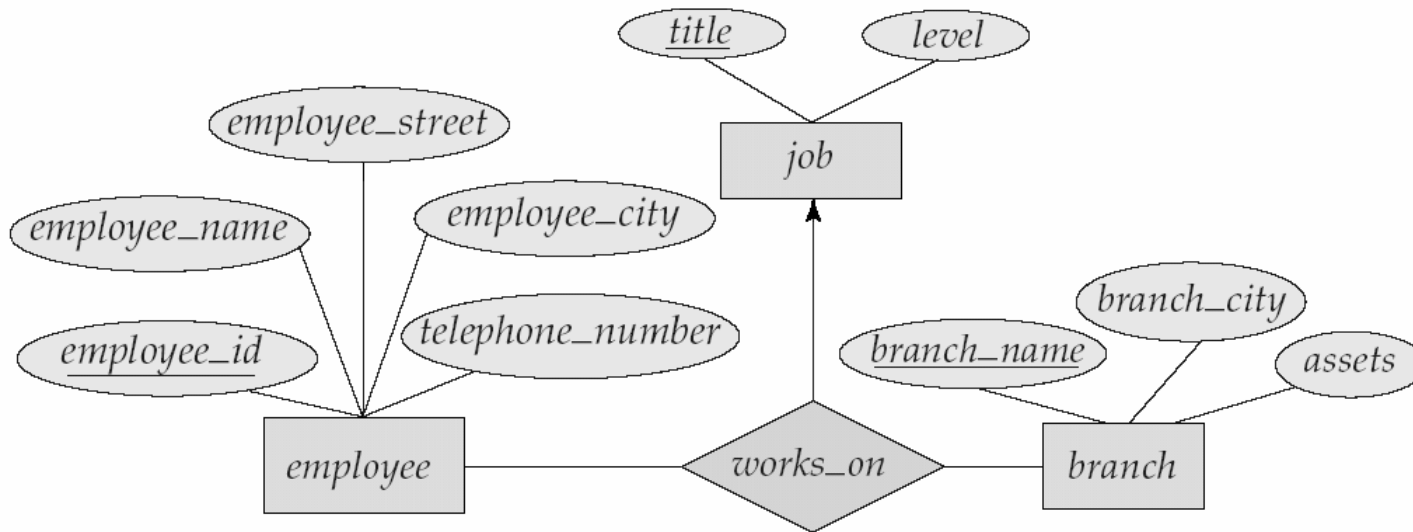 title
level
employee_street
job
employee_name
employee_city
branch_city
employee_id
telephone_number
branch_name
assets
employee
works_on
branch